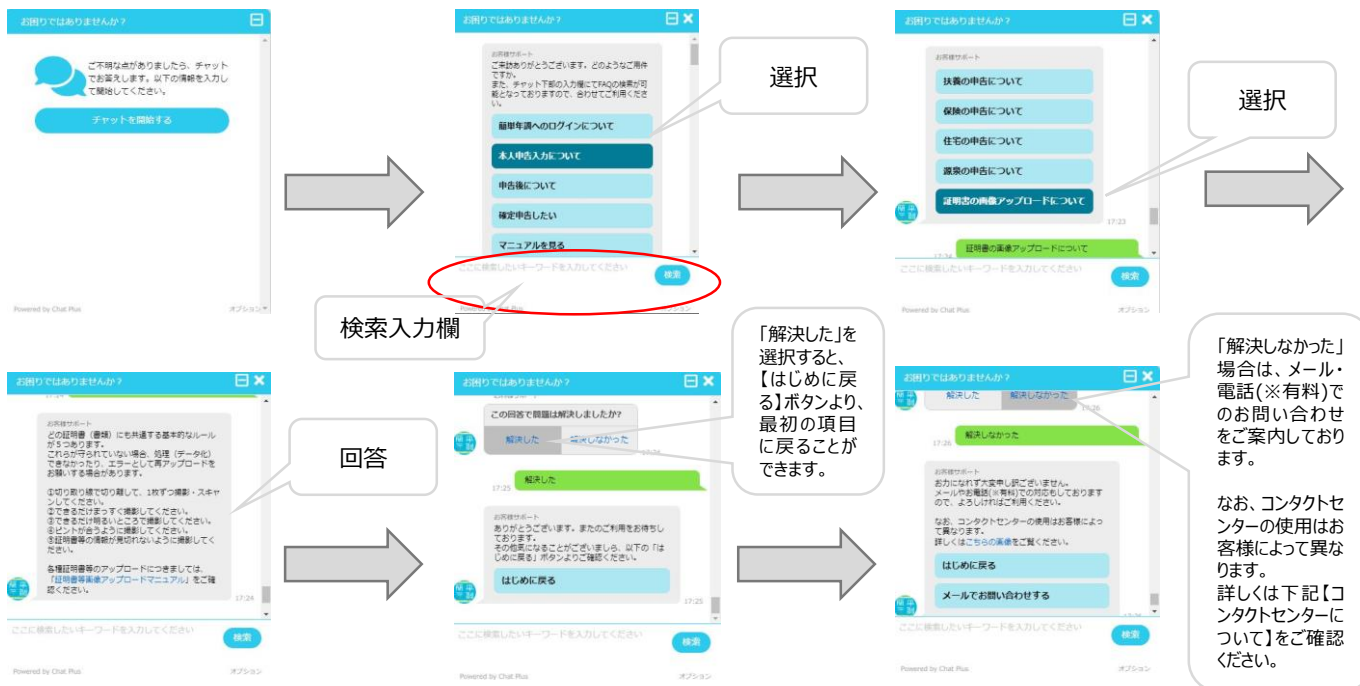 お困りではありませんか?
ご不明な点がありましたら、チャット
でお答えします。以下の情報を入力し
て開始してください。
チャットを開始する
Powered by Chat Plus
オプション
お困りではありませんか?
お客様サポート
ご来訪ありがとうございます。どのようなご用件
ですか。
また、チャット下部の入力欄にてFAQの検索が可
能となっておりますので、合わせてご利用くださ
い。
簡単年調へのログインについて
本人申告入力について
申告後について
確定申告したい
マニュアルを見る
ここに検索したいキーワードを入力してください
検索
Powered by Chat Plus
選択
検索入力欄
お困りではありませんか?
お客様サポート
扶養の申告について
保険の申告について
住宅の申告について
源泉の申告について
証明書の画像アップロードについて
17:23
証明書の画像アップロードについて
17:24
ここに検索したいキーワードを入力してください
検索
Powered by Chat Plus
オプション
選択
お困りではありませんか?
お客様サポート
どの証明書(書類)にも共通する基本的なルール
が5つあります。
これらが守られていない場合、処理(データ化)
できなかったり、エラーとして再アップロードを
お願いする場合があります。
①切り取り線で切り離して、1枚ずつ撮影・スキャ
ンしてください。
②できるだけまっすぐ撮影してください。
③できるだけ明るいところで撮影してください。
④ピントが合うように撮影してください。
⑤証明書等の情報が見切れないように撮影してく
ださい。
各種証明書等のアップロードにつきましては、
「証明書等画像アップロードマニュアル」をご確
認ください。
17:24
ここに検索したいキーワードを入力してください
検索
Powered by Chat Plus
オプション
回答
お困りではありませんか?
この回答で問題は解決しましたか?
解決した
解決しなかった
17:24
解決した
17:25
お客様サポート
ありがとうございます。またのご利用をお待ちし
ております。
その他気になることがございましら、以下の「は
じめに戻る」ボタンよりご確認ください。
はじめに戻る
17:25
ここに検索したいキーワードを入力してください
検索
Powered by Chat Plus
オプション
「解決した」を
選択すると、
【はじめに戻
る】ボタンより、
最初の項目
に戻ることが
できます。
お困りではありませんか?
解決した
解決しなかった
17:26
解決しなかった
17:26
お客様サポート
お力になれず大変申し訳ございません。
メールやお電話(※有料)での対応もしております
ので、よろしければご利用ください。
なお、コンタクトセンターの使用はお客様によっ
て異なります。
詳しくはこちらの画像をご覧ください。
はじめに戻る
メールでお問い合わせする
ここに検索したいキーワードを入力してください
検索
Powered by Chat Plus
オプション
「解決しなかった」
場合は、メール・
電話(※有料)で
のお問い合わせ
をご案内しており
ます。
なお、コンタクトセ
ンターの使用はお
客様によって異な
ります。
詳しくは下記【コ
ンタクトセンターに
ついて】をご確認
ください。